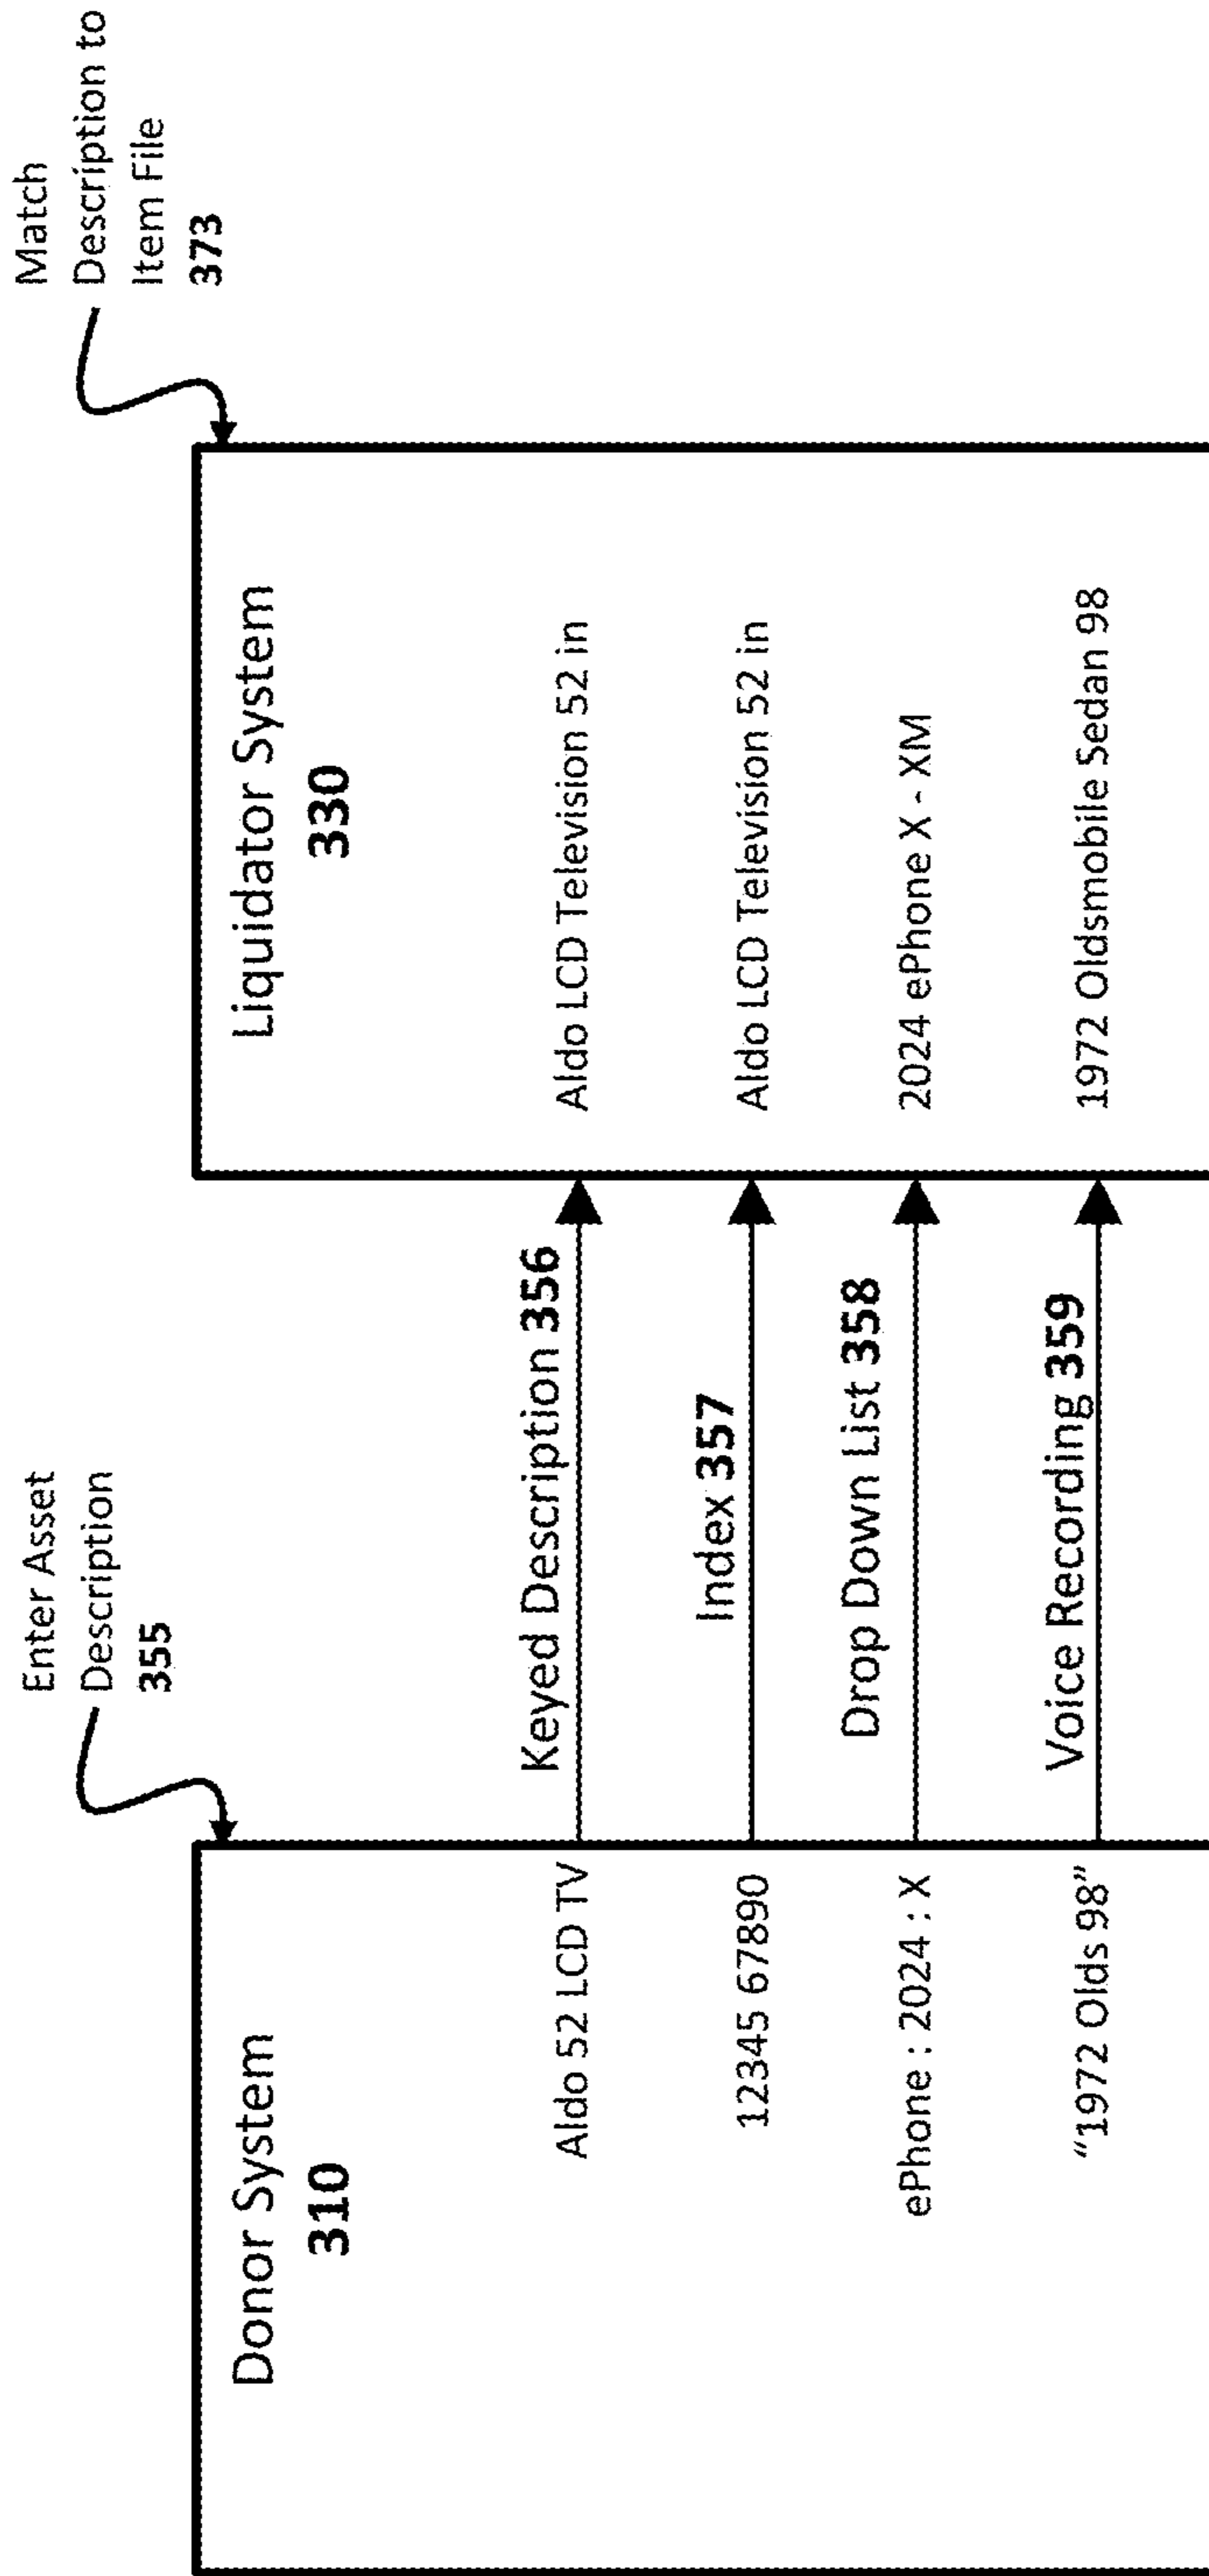 Enter Asset
Description
355
Match
Description to
Item File
373
Donor System
310
Aldo 52 LCD TV
12345 67890
ePhone : 2024 : X
“1972 Olds 98”
Keyed Description 356
Index 357
Drop Down List 358
Voice Recording 359
Liquidator System
330
Aldo LCD Television 52 in
Aldo LCD Television 52 in
2024 ePhone X - XM
1972 Oldsmobile Sedan 98